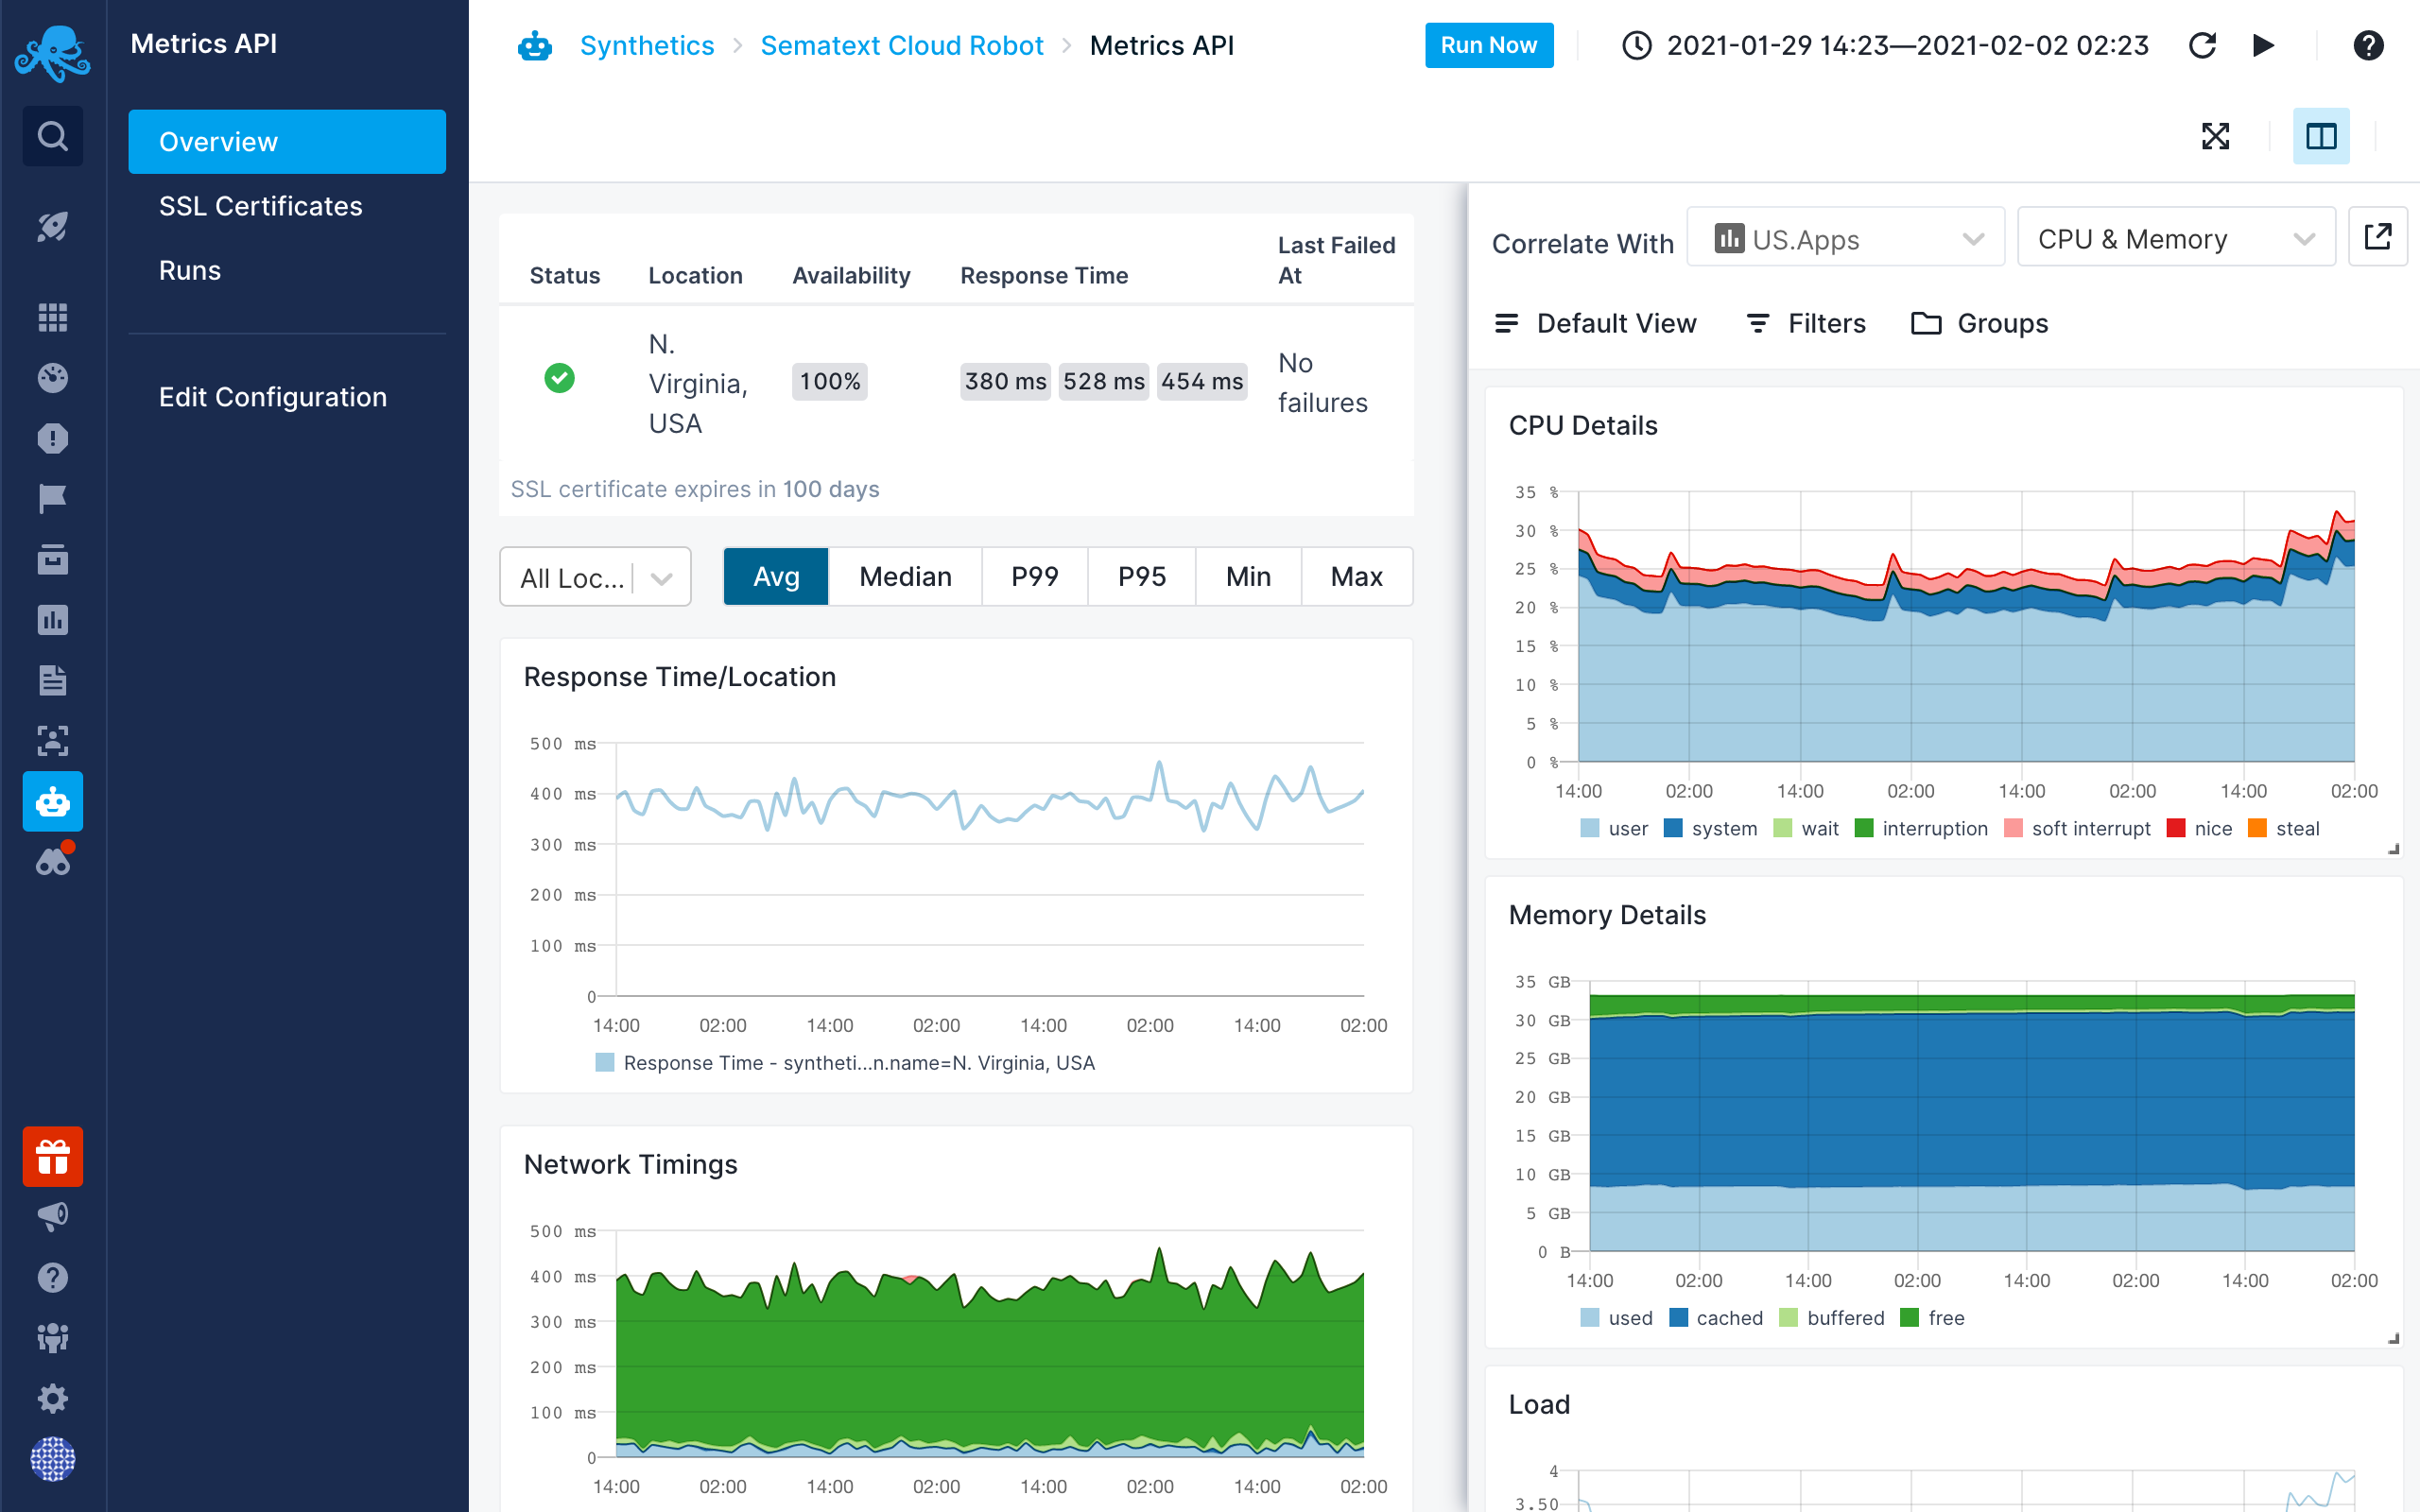 Metrics API
Overview
SSL Certificates
Runs
Edit Configuration
Synthetics
Sematext Cloud Robot
Metrics API
Run Now
2021-01-29 14:23—2021-02-02 02:23
Status
Location
Availability
Response Time
Last Failed
At
N.
Virginia,
USA
100%
380 ms
528 ms
454 ms
No
failures
SSL certificate expires in 100 days
All Loc...
Avg
Median
P99
P95
Min
Max
Response Time/Location
500 ms
400 ms
300 ms
200 ms
100 ms
0
14:00
02:00
14:00
02:00
14:00
02:00
14:00
02:00
Response Time - syntheti...n.name=N. Virginia, USA
Network Timings
500 ms
400 ms
300 ms
200 ms
100 ms
0
14:00
02:00
14:00
02:00
14:00
02:00
14:00
02:00
Correlate With
US.Apps
CPU & Memory
Default View
Filters
Groups
CPU Details
35 %
30 %
25 %
20 %
15 %
10 %
5 %
0 %
14:00
02:00
14:00
02:00
14:00
02:00
14:00
02:00
user
system
wait
interruption
soft interrupt
nice
steal
Memory Details
35 GB
30 GB
25 GB
20 GB
15 GB
10 GB
5 GB
0 B
14:00
02:00
14:00
02:00
14:00
02:00
14:00
02:00
used
cached
buffered
free
Load
4
3.50